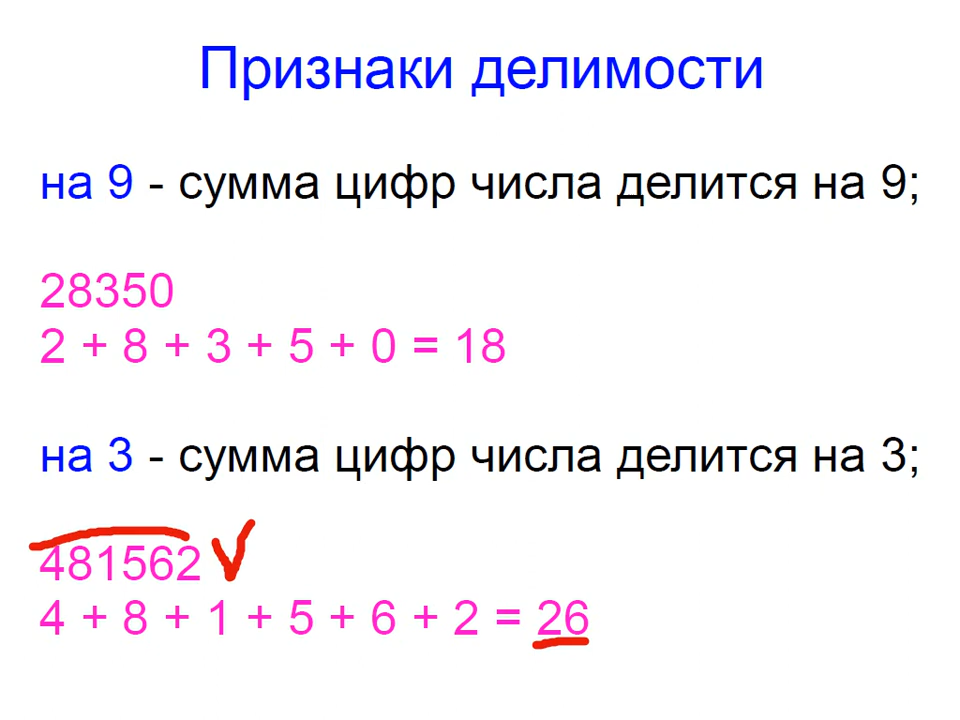 Признаки делимости
на 9 - сумма цифр числа делится на 9;
28350
2 + 8 + 3 + 5 + 0 = 18
на 3 - сумма цифр числа делится на 3;
481562
4 + 8 + 1 + 5 + 6 + 2 = 26